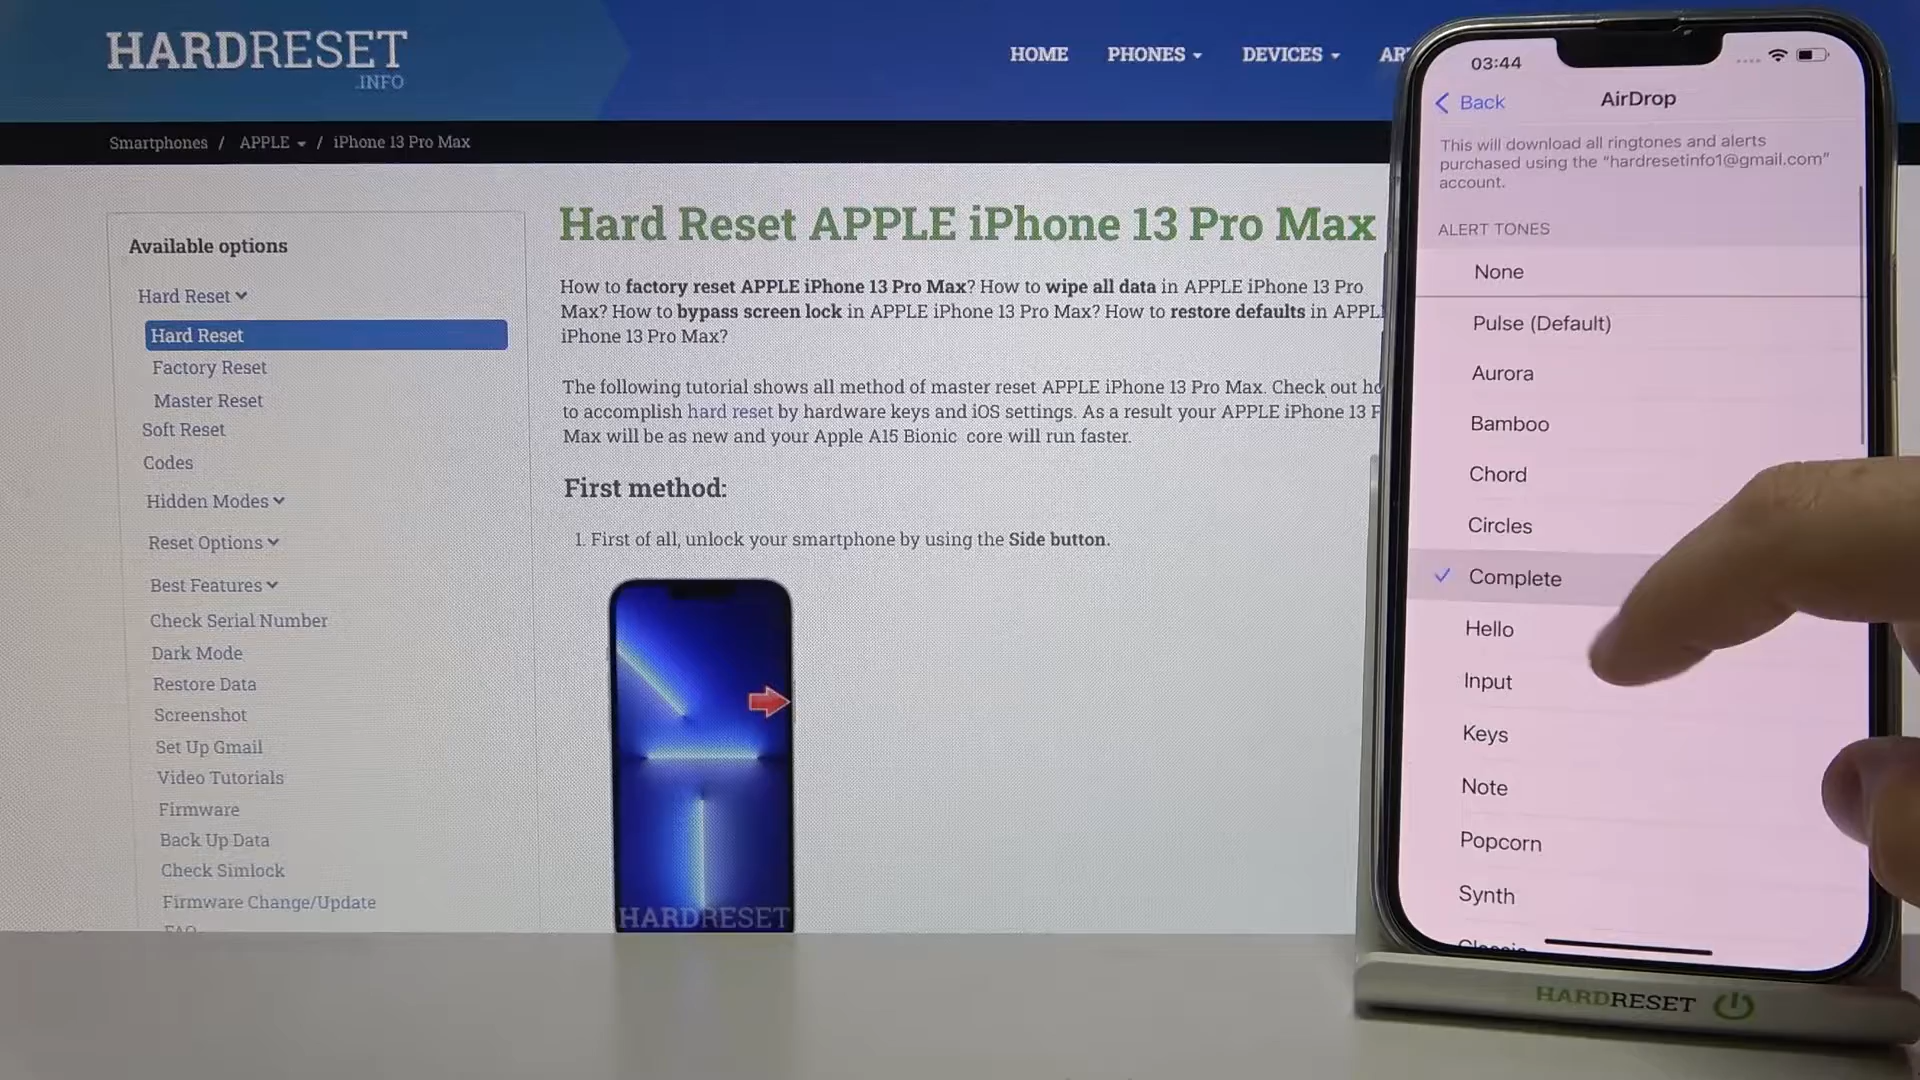 HARDRESET
.INFO
HOME PHONES DEVICES
Smartphones / APPLE / iPhone 13 Pro Max
Available options
Hard Reset
Hard Reset
Factory Reset
Master Reset
Soft Reset
Codes
Hidden Modes
Reset Options
Best Features
Check Serial Number
Dark Mode
Restore Data
Screenshot
Set Up Gmail
Video Tutorials
Firmware
Back Up Data
Check Simlock
Firmware Change/Update
FAQ
Hard Reset APPLE iPhone 13 Pro Max
How to factory reset APPLE iPhone 13 Pro Max? How to wipe all data in APPLE iPhone 13 Pro
Max? How to bypass screen lock in APPLE iPhone 13 Pro Max? How to restore defaults in APPL
iPhone 13 Pro Max?
The following tutorial shows all method of master reset APPLE iPhone 13 Pro Max. Check out
to accomplish hard reset by hardware keys and iOS settings. As a result your APPLE iPhone 13
Max will be as new and your Apple A15 Bionic core will run faster.
First method:
1. First of all, unlock your smartphone by using the Side button.
HARDRESET
03:44
Back AirDrop
This will download all ringtones and alerts
purchased using the “hardresetinfo1@gmail.com”
account.
ALERT TONES
None
Pulse (Default)
Aurora
Bamboo
Chord
Circles
Complete
Hello
Input
Keys
Note
Popcorn
Synth
Classic
HARDRESET